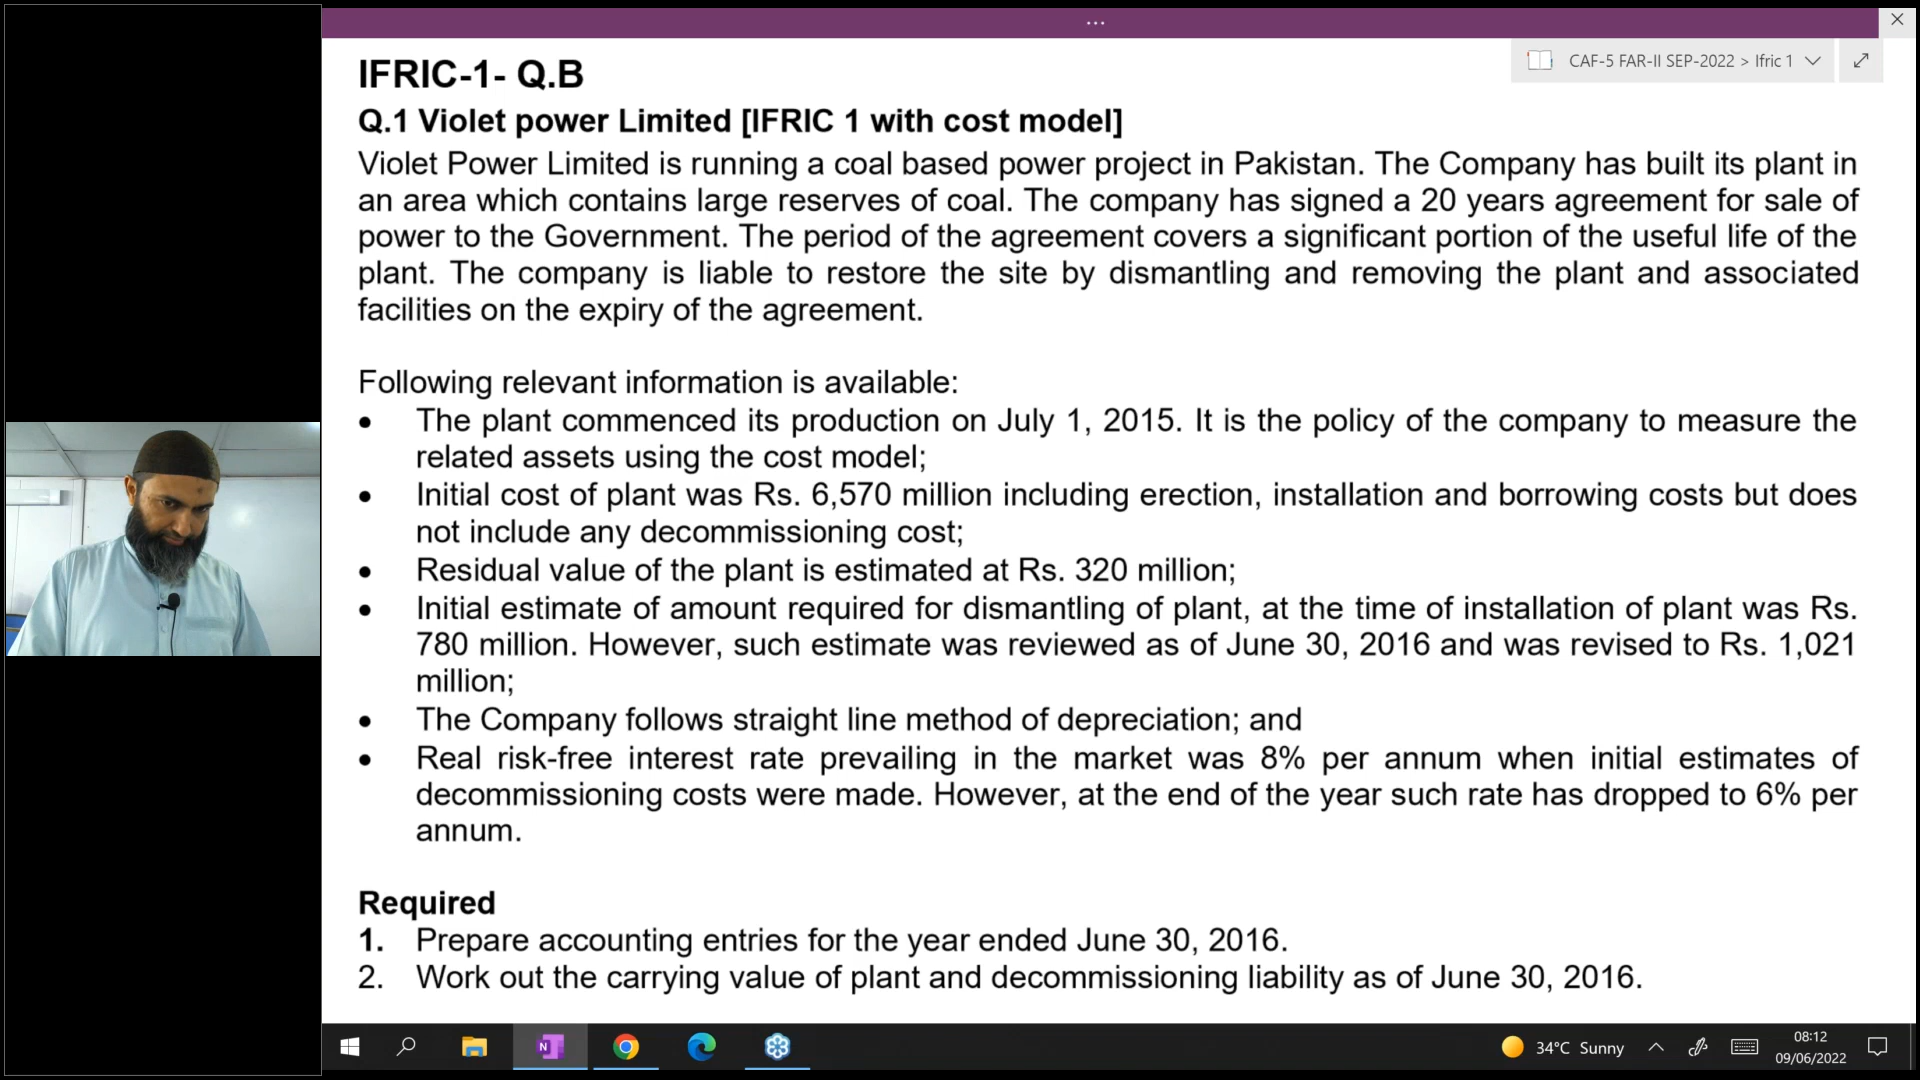 ...
CAF-5 FAR-II SEP-2022 > Ifric 1
IFRIC-1- Q.B
Q.1 Violet power Limited [IFRIC 1 with cost model]
Violet Power Limited is running a coal based power project in Pakistan. The Company has built its plant in
an area which contains large reserves of coal. The company has signed a 20 years agreement for sale of
power to the Government. The period of the agreement covers a significant portion of the useful life of the
plant. The company is liable to restore the site by dismantling and removing the plant and associated
facilities on the expiry of the agreement.
Following relevant information is available:
• The plant commenced its production on July 1, 2015. It is the policy of the company to measure the
related assets using the cost model;
• Initial cost of plant was Rs. 6,570 million including erection, installation and borrowing costs but does
not include any decommissioning cost;
• Residual value of the plant is estimated at Rs. 320 million;
• Initial estimate of amount required for dismantling of plant, at the time of installation of plant was Rs.
780 million. However, such estimate was reviewed as of June 30, 2016 and was revised to Rs. 1,021
million;
• The Company follows straight line method of depreciation; and
• Real risk-free interest rate prevailing in the market was 8% per annum when initial estimates of
decommissioning costs were made. However, at the end of the year such rate has dropped to 6% per
annum.
Required
1. Prepare accounting entries for the year ended June 30, 2016.
2. Work out the carrying value of plant and decommissioning liability as of June 30, 2016.
N
34°C Sunny
08:12
09/06/2022